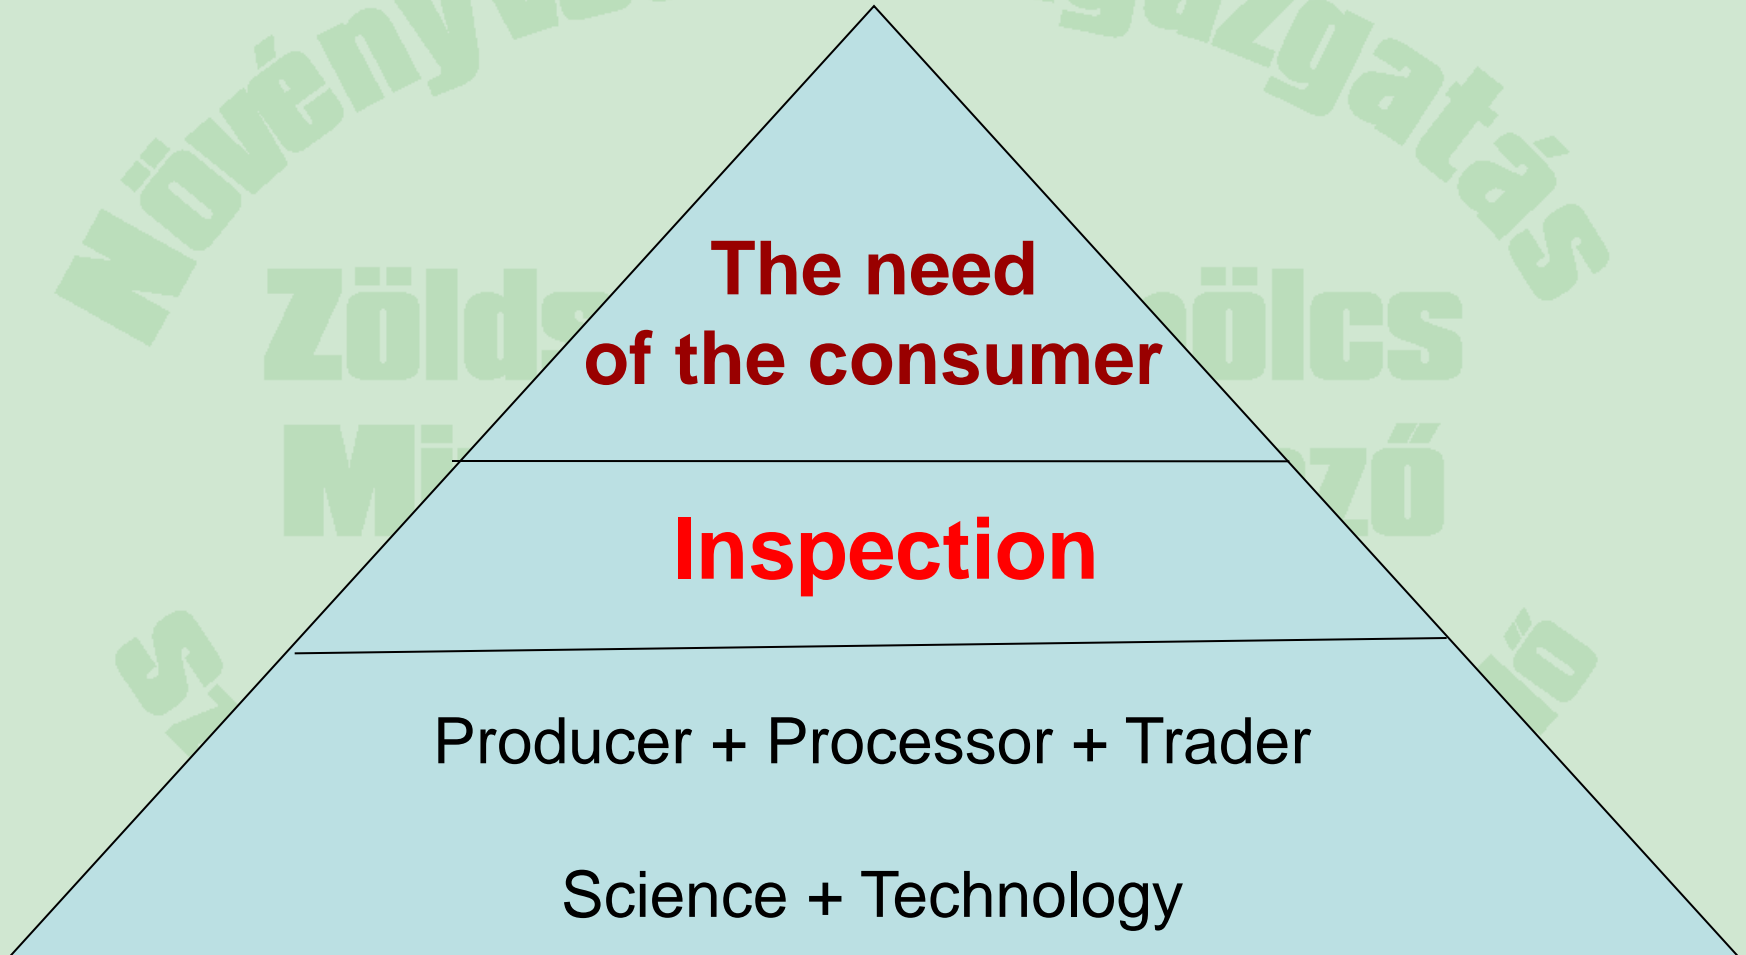 The need
of the consumer
Inspection
Producer + Processor + Trader
Science + Technology